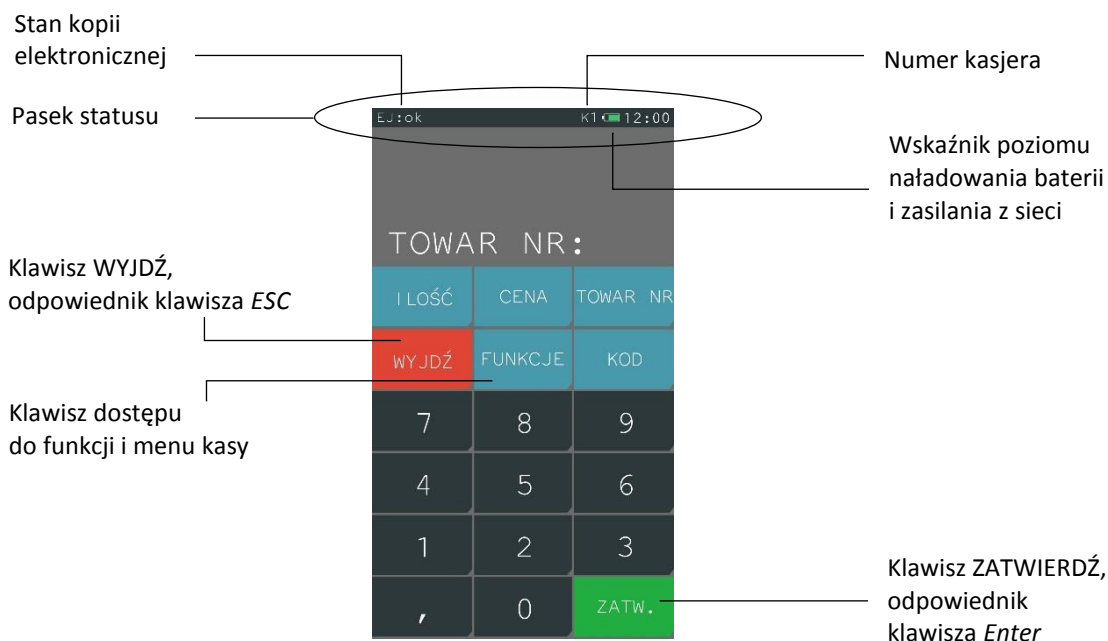 Stan kopii
elektronicznej
Numer kasjera
Pasek statusu
EJ:ok K1 12:00
Wskaźnik poziomu
naładowania baterii
i zasilania z sieci
TOWAR NR:
Klawisz WYJDŹ,
odpowiednik klawisza ESC
ILOŚĆ CENA TOWAR NR
WYJDŹ FUNKCJE KOD
Klawisz dostępu
do funkcji i menu kasy
7 8 9
4 5 6
1 2 3
, 0 ZATW.
Klawisz ZATWIERDŹ,
odpowiednik
klawisza Enter